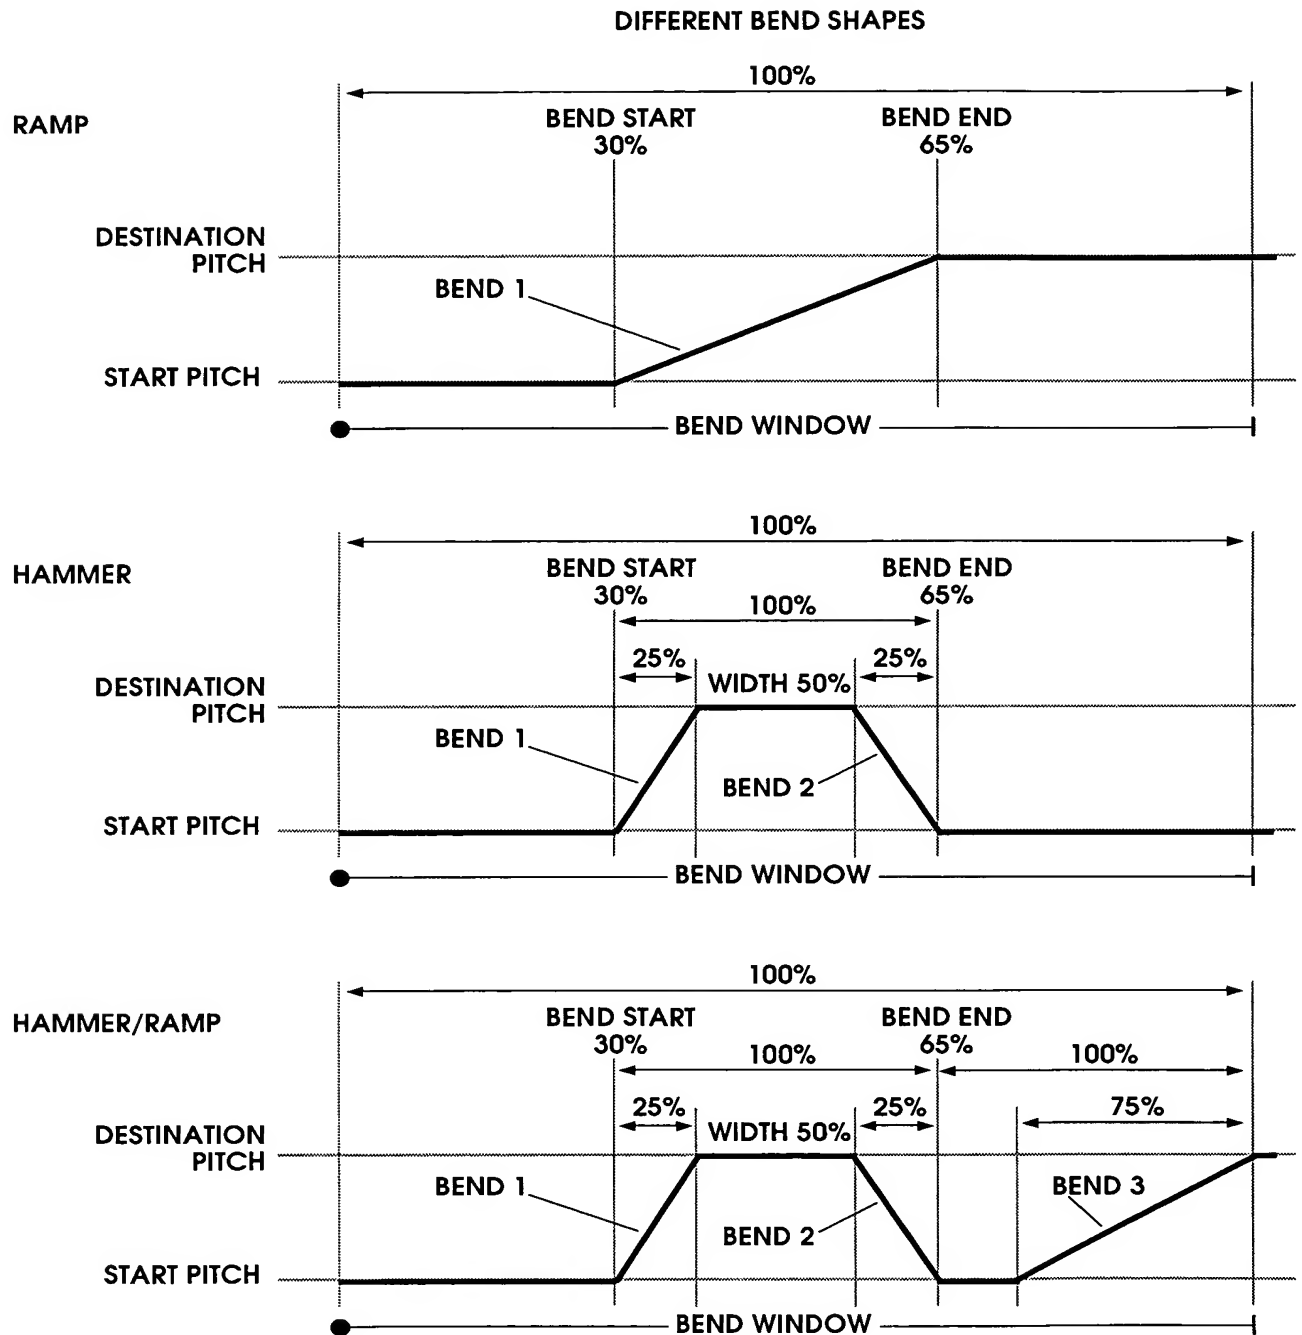 DIFFERENT BEND SHAPES
100%
RAMP
BEND START
30%
BEND END
65%
DESTINATION
PITCH
BEND 1
START PITCH
BEND WINDOW
100%
HAMMER
BEND START
30%
BEND END
65%
100%
25%
25%
DESTINATION
PITCH
WIDTH 50%
BEND 1
BEND 2
START PITCH
BEND WINDOW
100%
HAMMER/RAMP
BEND START
30%
BEND END
65%
100%
100%
25%
25%
75%
DESTINATION
PITCH
WIDTH 50%
BEND 1
BEND 2
BEND 3
START PITCH
BEND WINDOW